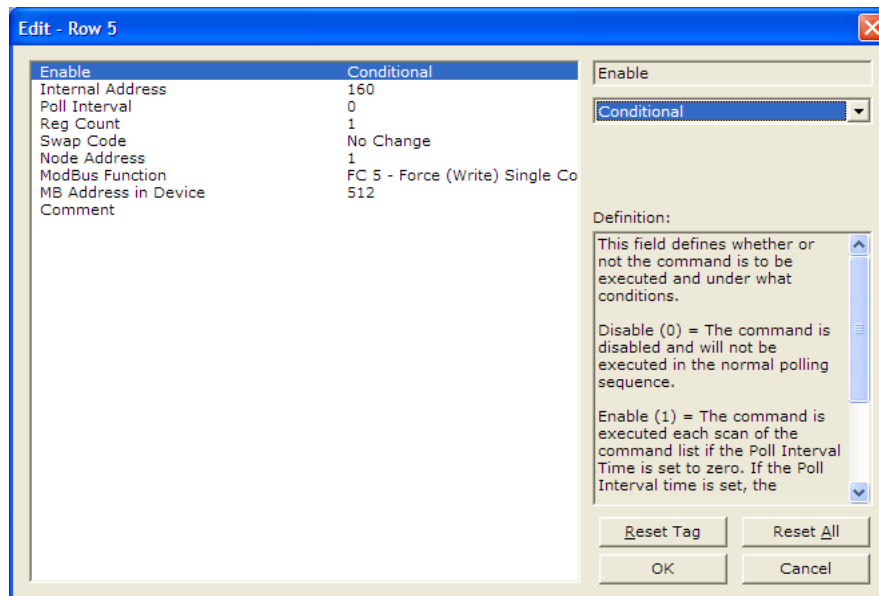 Edit - Row 5
Enable Conditional
Internal Address 160
Poll Interval 0
Reg Count 1
Swap Code No Change
Node Address 1
ModBus Function FC 5 - Force (Write) Single Co
MB Address in Device 512
Comment
Enable
Conditional
Definition:
This field defines whether or
not the command is to be
executed and under what
conditions.
Disable (0) = The command is
disabled and will not be
executed in the normal polling
sequence.
Enable (1) = The command is
executed each scan of the
command list if the Poll Interval
Time is set to zero. If the Poll
Interval time is set, the
Reset Tag Reset All
OK Cancel